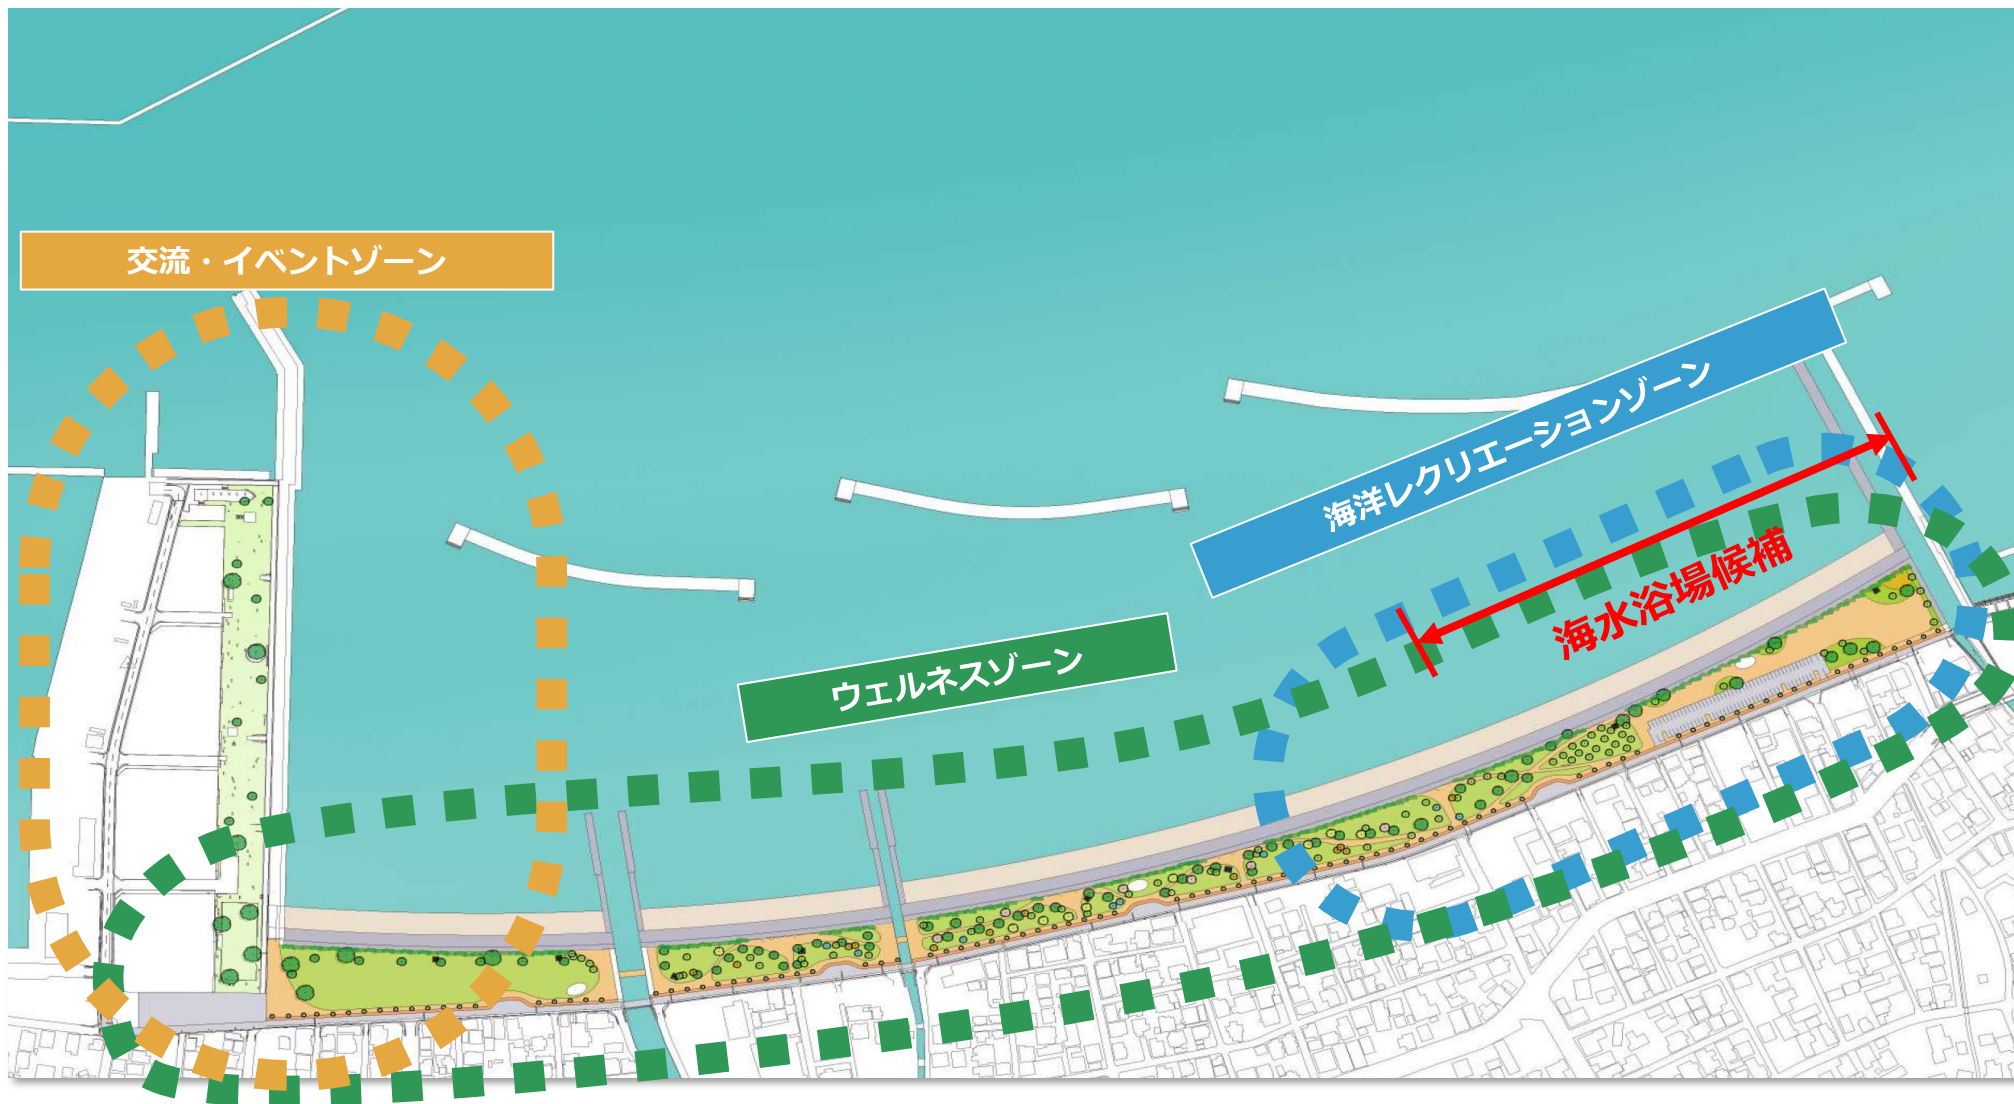 交流・イベントゾーン
海洋レクリエーションゾーン
海水浴場候補
ウェルネスゾーン